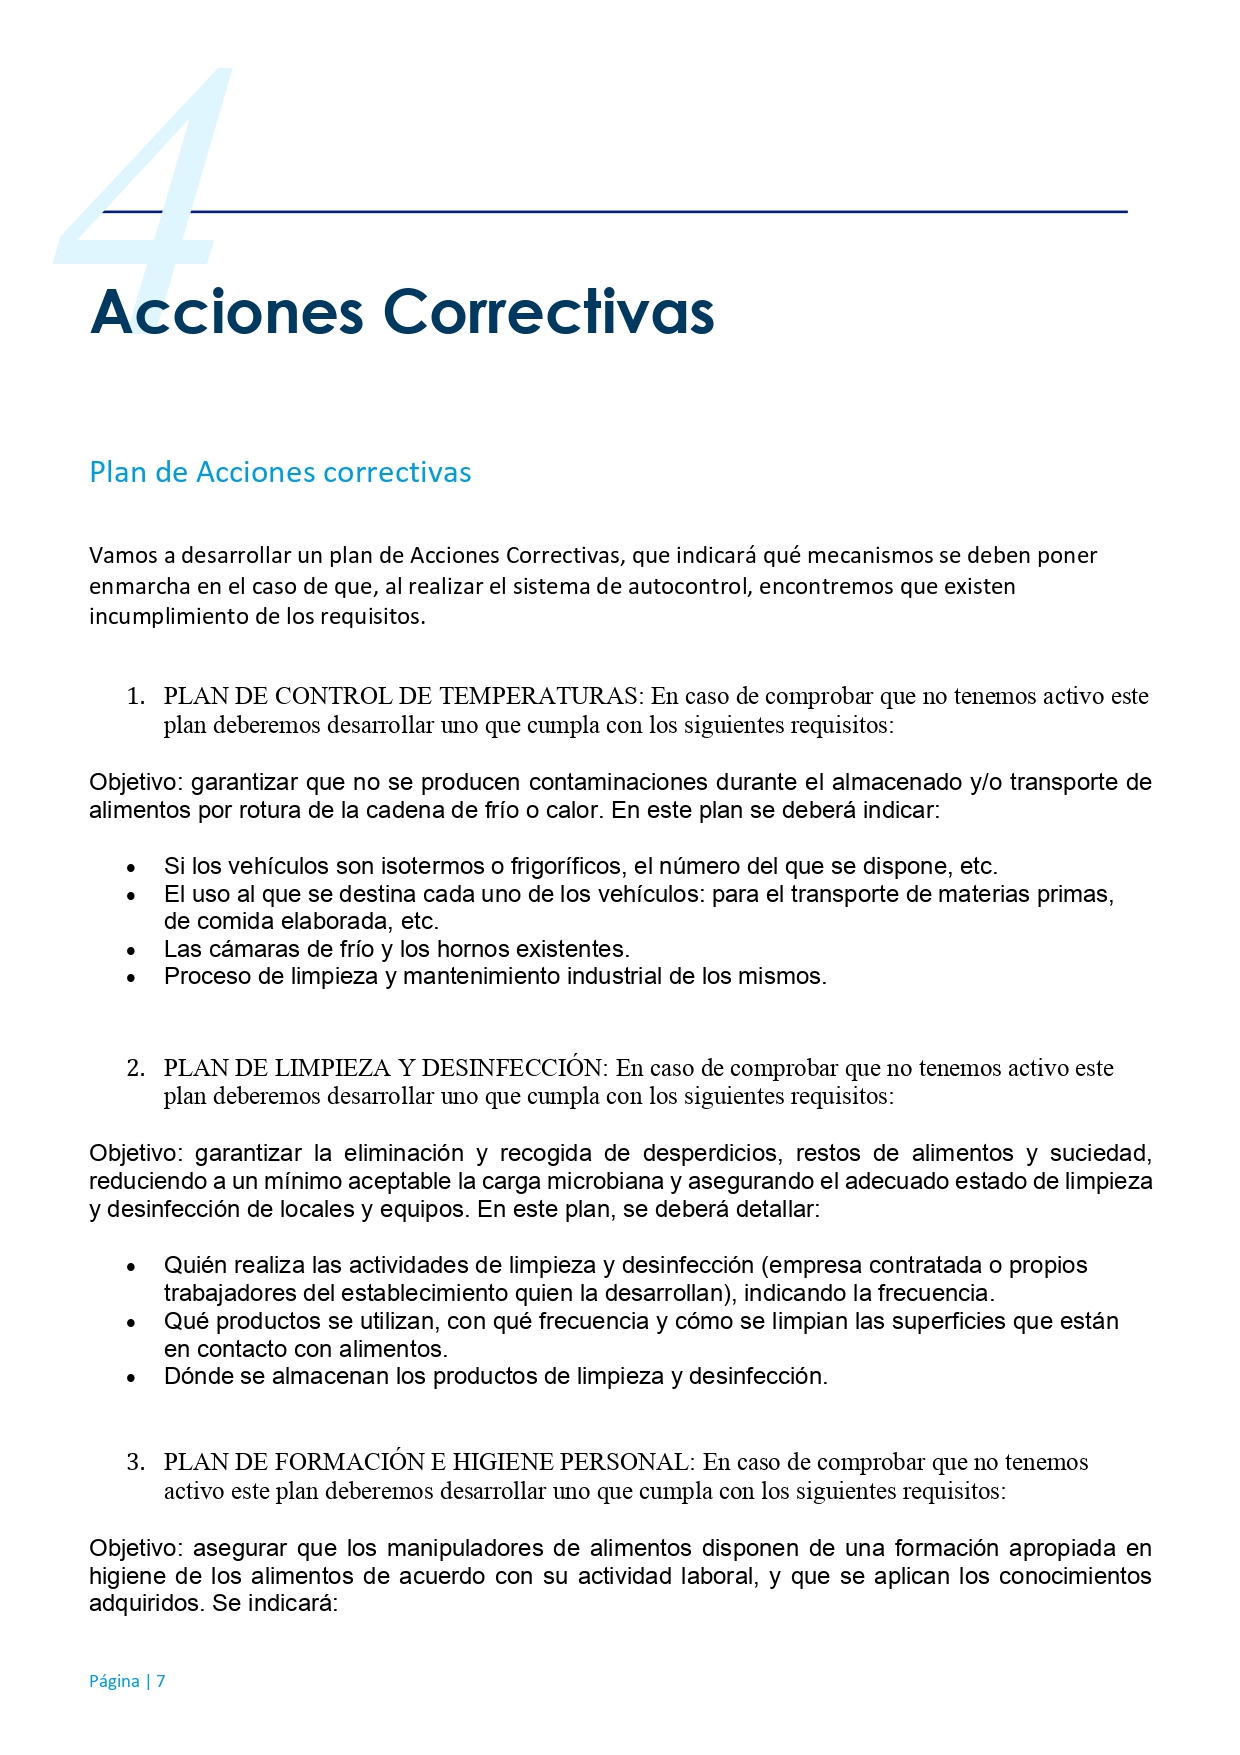 4
Acciones Correctivas
Plan de Acciones correctivas
Vamos a desarrollar un plan de Acciones Correctivas, que indicará qué mecanismos se deben poner
enmarcha en el caso de que, al realizar el sistema de autocontrol, encontremos que existen
incumplimiento de los requisitos.
1. PLAN DE CONTROL DE TEMPERATURAS: En caso de comprobar que no tenemos activo este
plan deberemos desarrollar uno que cumpla con los siguientes requisitos:
Objetivo: garantizar que no se producen contaminaciones durante el almacenado y/o transporte de
alimentos por rotura de la cadena de frío o calor. En este plan se deberá indicar:
• Si los vehículos son isotermos o frigoríficos, el número del que se dispone, etc.
• El uso al que se destina cada uno de los vehículos: para el transporte de materias primas,
de comida elaborada, etc.
• Las cámaras de frío y los hornos existentes.
• Proceso de limpieza y mantenimiento industrial de los mismos.
2. PLAN DE LIMPIEZA Y DESINFECCIÓN: En caso de comprobar que no tenemos activo este
plan deberemos desarrollar uno que cumpla con los siguientes requisitos:
Objetivo: garantizar la eliminación y recogida de desperdicios, restos de alimentos y suciedad,
reduciendo a un mínimo aceptable la carga microbiana y asegurando el adecuado estado de limpieza
y desinfección de locales y equipos. En este plan, se deberá detallar:
• Quién realiza las actividades de limpieza y desinfección (empresa contratada o propios
trabajadores del establecimiento quien la desarrollan), indicando la frecuencia.
• Qué productos se utilizan, con qué frecuencia y cómo se limpian las superficies que están
en contacto con alimentos.
• Dónde se almacenan los productos de limpieza y desinfección.
3. PLAN DE FORMACIÓN E HIGIENE PERSONAL: En caso de comprobar que no tenemos
activo este plan deberemos desarrollar uno que cumpla con los siguientes requisitos:
Objetivo: asegurar que los manipuladores de alimentos disponen de una formación apropiada en
higiene de los alimentos de acuerdo con su actividad laboral, y que se aplican los conocimientos
adquiridos. Se indicará:
Página | 7